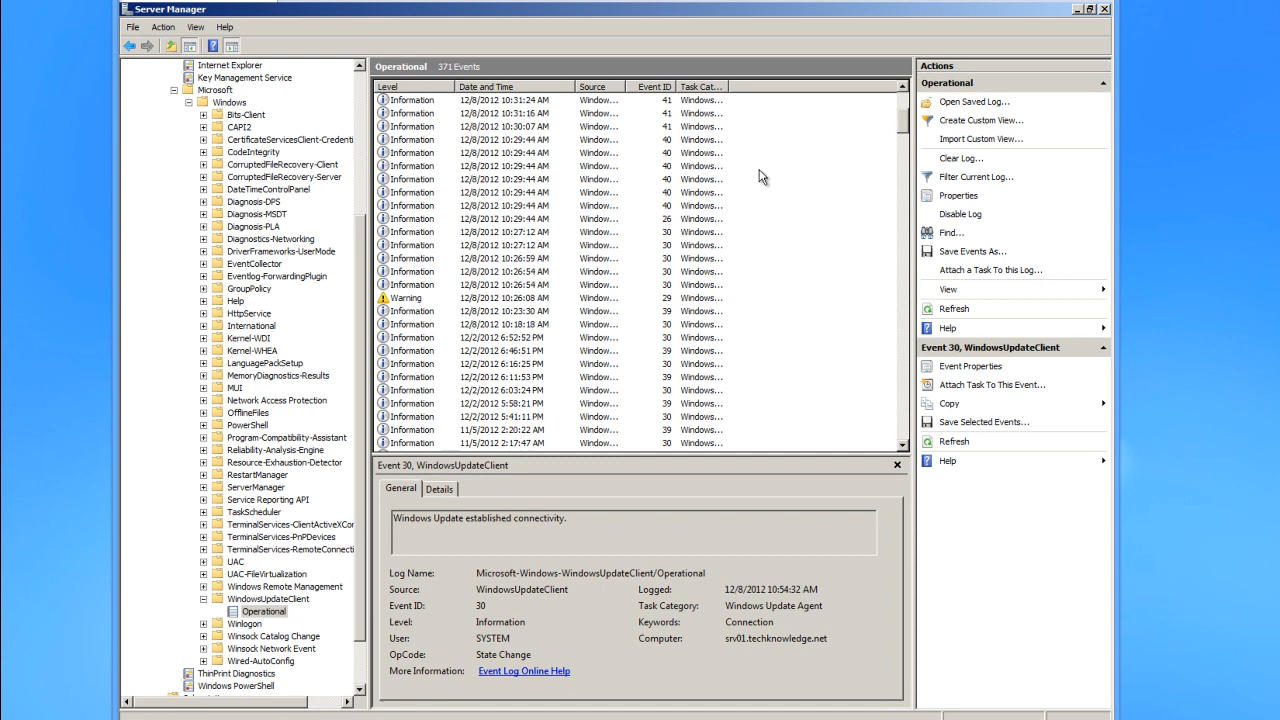 Server Manager
File Action View Help
Internet Explorer
Key Management Service
Microsoft
Windows
Bits-Client
CAPI2
CertificateServicesClient-Credenti
CodeIntegrity
CorruptedFileRecovery-Client
CorruptedFileRecovery-Server
DateTimeControlPanel
Diagnosis-DPS
Diagnosis-MSDT
Diagnosis-PLA
Diagnostics-Networking
DriverFrameworks-UserMode
EventCollector
Eventlog-ForwardingPlugin
GroupPolicy
Help
HttpService
International
Kernel-WDI
Kernel-WHEA
LanguagePackSetup
MemoryDiagnostics-Results
MUI
Network Access Protection
OfflineFiles
PowerShell
Program-Compatibility-Assistant
Reliability-Analysis-Engine
Resource-Exhaustion-Detector
RestartManager
ServerManager
Service Reporting API
TaskScheduler
TerminalServices-ClientActiveXCor
TerminalServices-PnPDevices
TerminalServices-RemoteConnecti
UAC
UAC-FileVirtualization
Windows Remote Management
WindowsUpdateClient
Operational
Winlogon
Winsock Catalog Change
Winsock Network Event
Wired-AutoConfig
ThinPrint Diagnostics
Windows PowerShell
Operational 371 Events
Level Date and Time Source Event ID Task Cat...
Information 12/8/2012 10:31:24 AM Window... 41 Windows...
Information 12/8/2012 10:31:16 AM Window... 41 Windows...
Information 12/8/2012 10:30:07 AM Window... 41 Windows...
Information 12/8/2012 10:29:44 AM Window... 40 Windows...
Information 12/8/2012 10:29:44 AM Window... 40 Windows...
Information 12/8/2012 10:29:44 AM Window... 40 Windows...
Information 12/8/2012 10:29:44 AM Window... 40 Windows...
Information 12/8/2012 10:29:44 AM Window... 40 Windows...
Information 12/8/2012 10:29:44 AM Window... 40 Windows...
Information 12/8/2012 10:29:44 AM Window... 26 Windows...
Information 12/8/2012 10:27:12 AM Window... 30 Windows...
Information 12/8/2012 10:27:12 AM Window... 30 Windows...
Information 12/8/2012 10:26:59 AM Window... 30 Windows...
Information 12/8/2012 10:26:54 AM Window... 30 Windows...
Information 12/8/2012 10:26:54 AM Window... 30 Windows...
Warning 12/8/2012 10:26:08 AM Window... 29 Windows...
Information 12/8/2012 10:23:30 AM Window... 39 Windows...
Information 12/8/2012 10:18:18 AM Window... 30 Windows...
Information 12/2/2012 6:52:52 PM Window... 30 Windows...
Information 12/2/2012 6:46:51 PM Window... 39 Windows...
Information 12/2/2012 6:16:25 PM Window... 30 Windows...
Information 12/2/2012 6:11:53 PM Window... 39 Windows...
Information 12/2/2012 6:03:24 PM Window... 30 Windows...
Information 12/2/2012 5:58:21 PM Window... 39 Windows...
Information 12/2/2012 5:41:11 PM Window... 30 Windows...
Information 11/5/2012 2:20:22 AM Window... 39 Windows...
Information 11/5/2012 2:17:47 AM Window... 30 Windows...
Event 30, WindowsUpdateClient
General Details
Windows Update established connectivity.
Log Name: Microsoft-Windows-WindowsUpdateClient/Operational
Source: WindowsUpdateClient Logged: 12/8/2012 10:54:32 AM
Event ID: 30 Task Category: Windows Update Agent
Level: Information Keywords: Connection
User: SYSTEM Computer: srv01.techknowledge.net
OpCode: State Change
More Information: Event Log Online Help
Actions
Operational
Open Saved Log...
Create Custom View...
Import Custom View...
Clear Log...
Filter Current Log...
Properties
Disable Log
Find...
Save Events As...
Attach a Task To this Log...
View
Refresh
Help
Event 30, WindowsUpdateClient
Event Properties
Attach Task To This Event...
Copy
Save Selected Events...
Refresh
Help